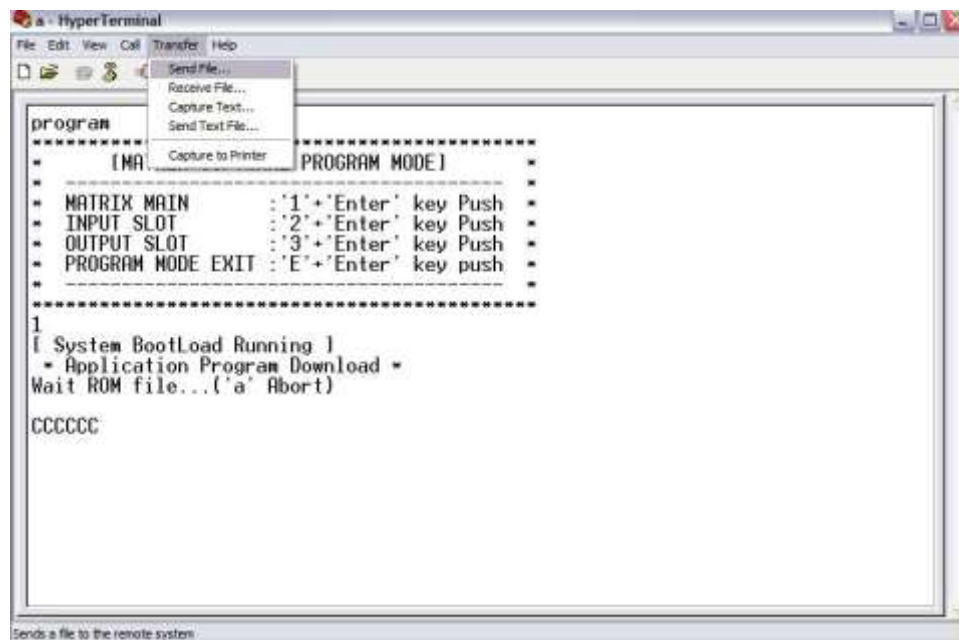 a - HyperTerminal
File Edit View Call Transfer Help
Send File...
Receive File...
Capture Text...
Send Text File...
Capture to Printer
program
**********************************************
* [MA PROGRAM MODE] *
* ---------------------------------------------- *
* MATRIX MAIN :'1'+'Enter' key Push *
* INPUT SLOT :'2'+'Enter' key Push *
* OUTPUT SLOT :'3'+'Enter' key Push *
* PROGRAM MODE EXIT :'E'+'Enter' key push *
* ---------------------------------------------- *
**********************************************
1
[ System BootLoad Running ]
* Application Program Download *
Wait ROM file...('a' Abort)
CCCCCC
Sends a file to the remote system